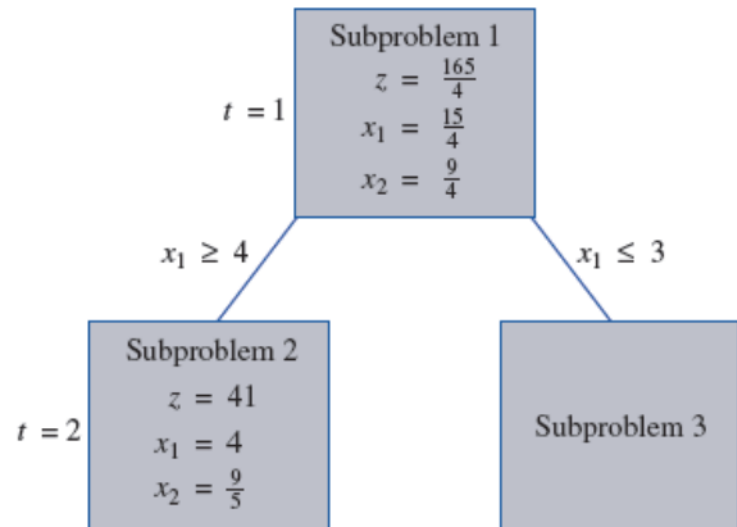 Subproblem 1
z = 165/4
t = 1
x₁ = 15/4
x₂ = 9/4
x₁ ≥ 4
x₁ ≤ 3
Subproblem 2
z = 41
t = 2
x₁ = 4
x₂ = 9/5
Subproblem 3